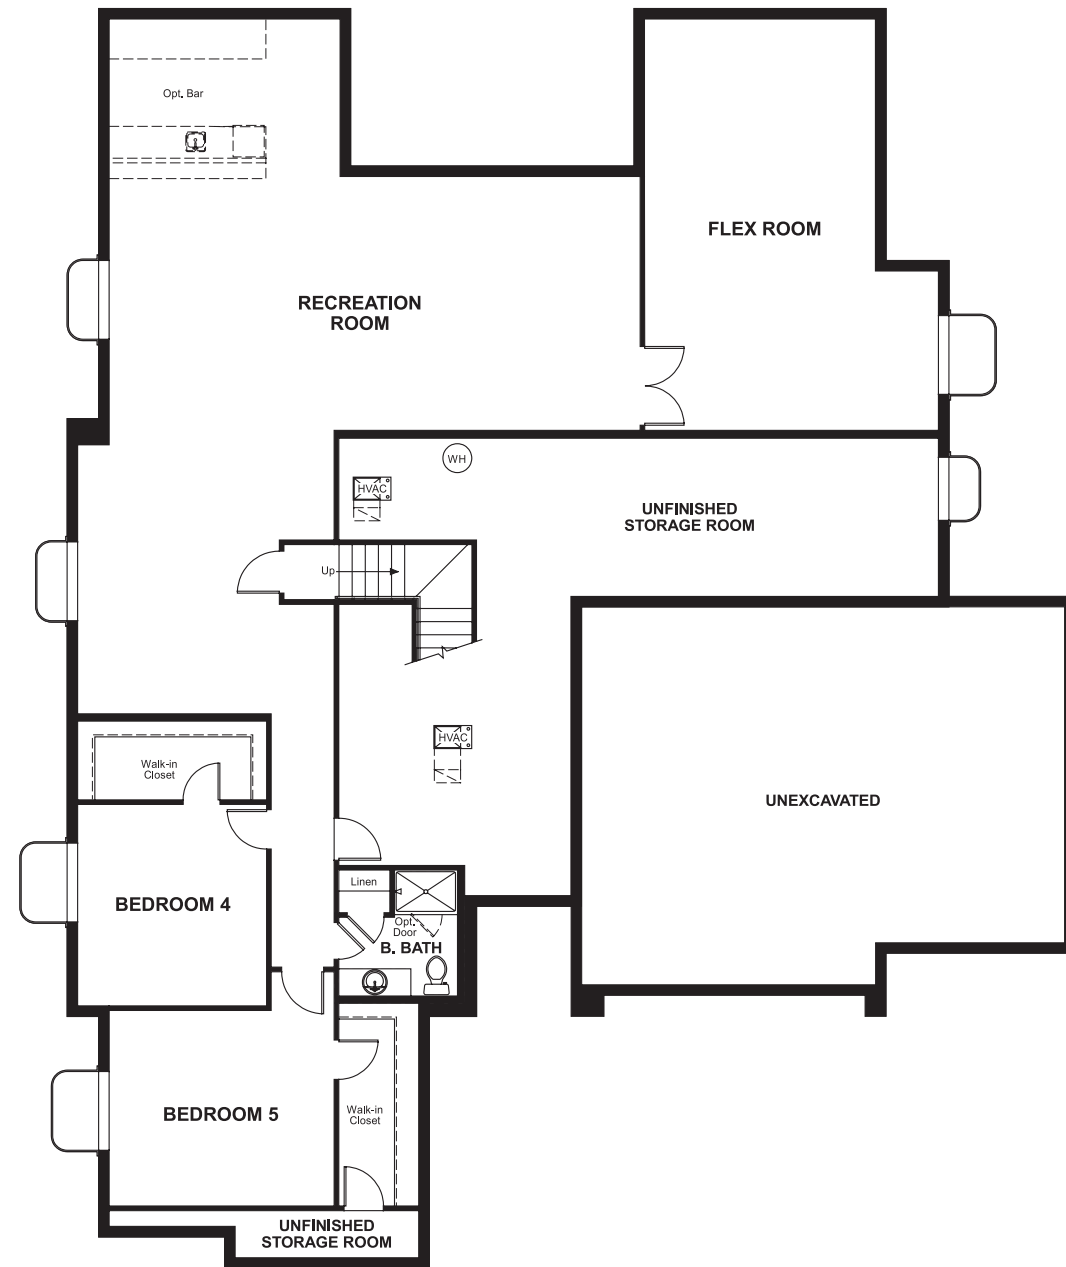 Opt. Bar
FLEX ROOM
RECREATION
ROOM
WH
HVAC
UNFINISHED
STORAGE ROOM
Up
HVAC
Walk-in
Closet
UNEXCAVATED
Linen
BEDROOM 4
Opt.
Door
B. BATH
BEDROOM 5
Walk-in
Closet
UNFINISHED
STORAGE ROOM